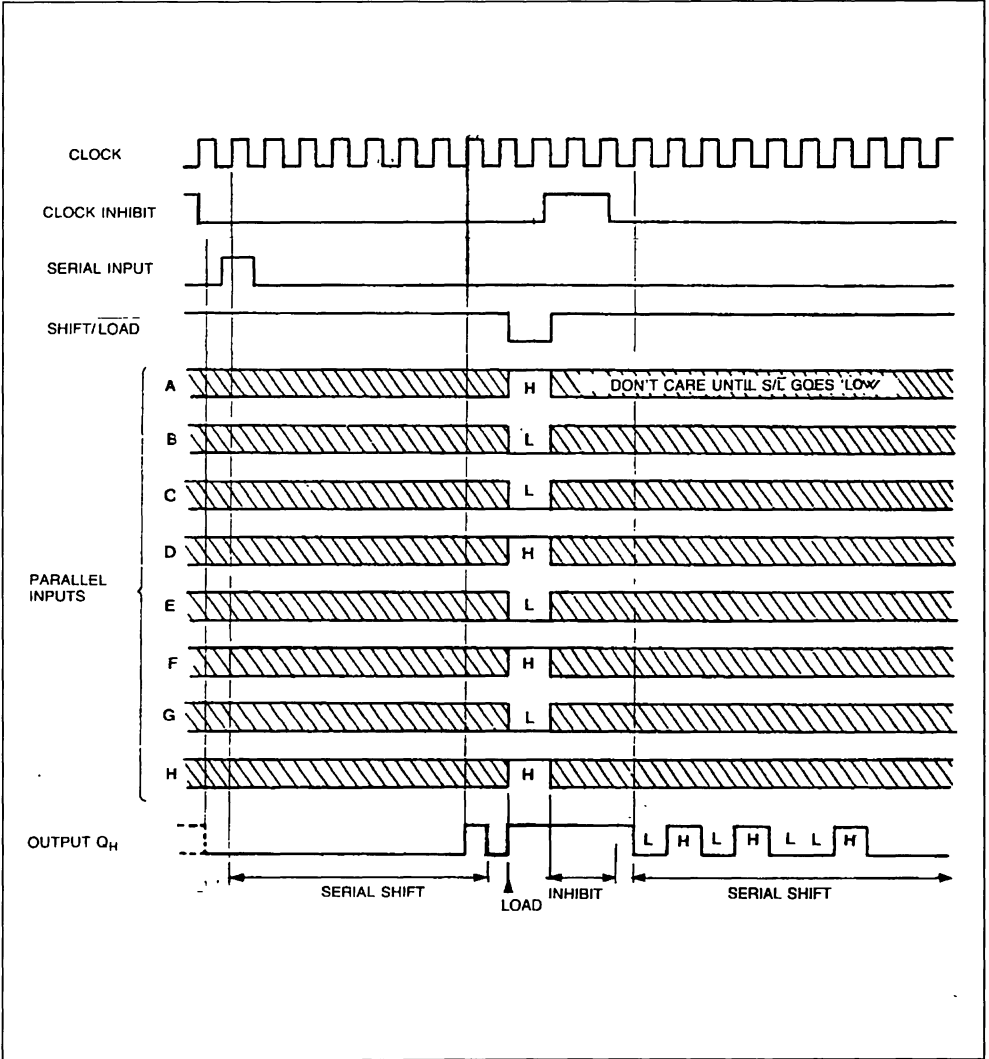 CLOCK
CLOCK INHIBIT
SERIAL INPUT
SHIFT/LOAD
PARALLEL
INPUTS
A
H
DON'T CARE UNTIL S/L GOES LOW
B
L
C
L
D
H
E
L
F
H
G
L
H
H
OUTPUT QH
L H L H L L H
SERIAL SHIFT
LOAD
INHIBIT
SERIAL SHIFT